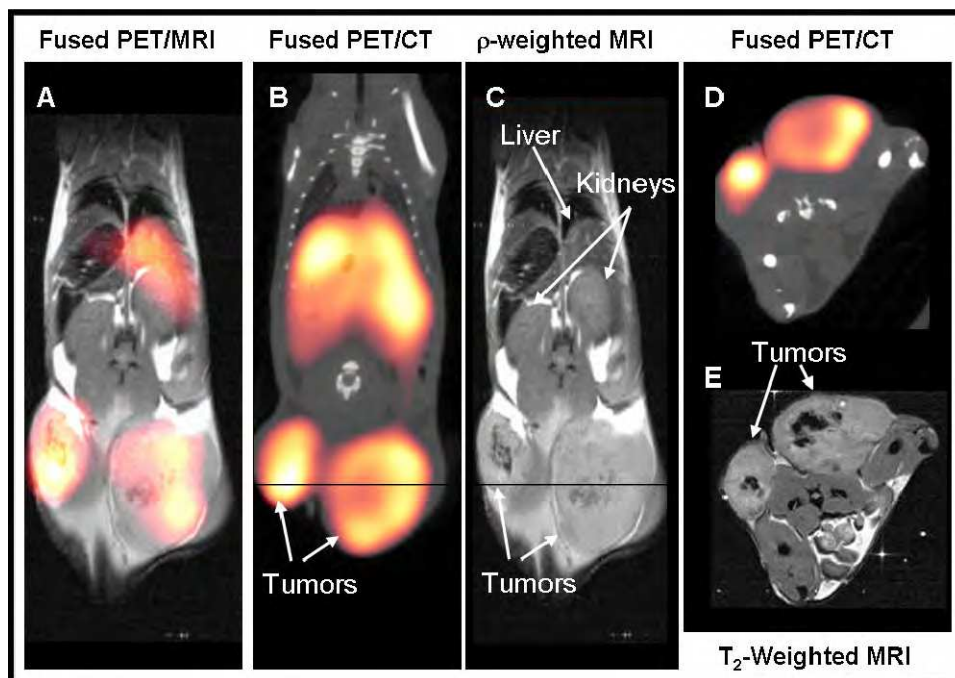 Fused PET/MRI
Fused PET/CT
ρ-weighted MRI
Fused PET/CT
A
B
C
D
Liver
Kidneys
Tumors
E
Tumors
Tumors
T₂-Weighted MRI